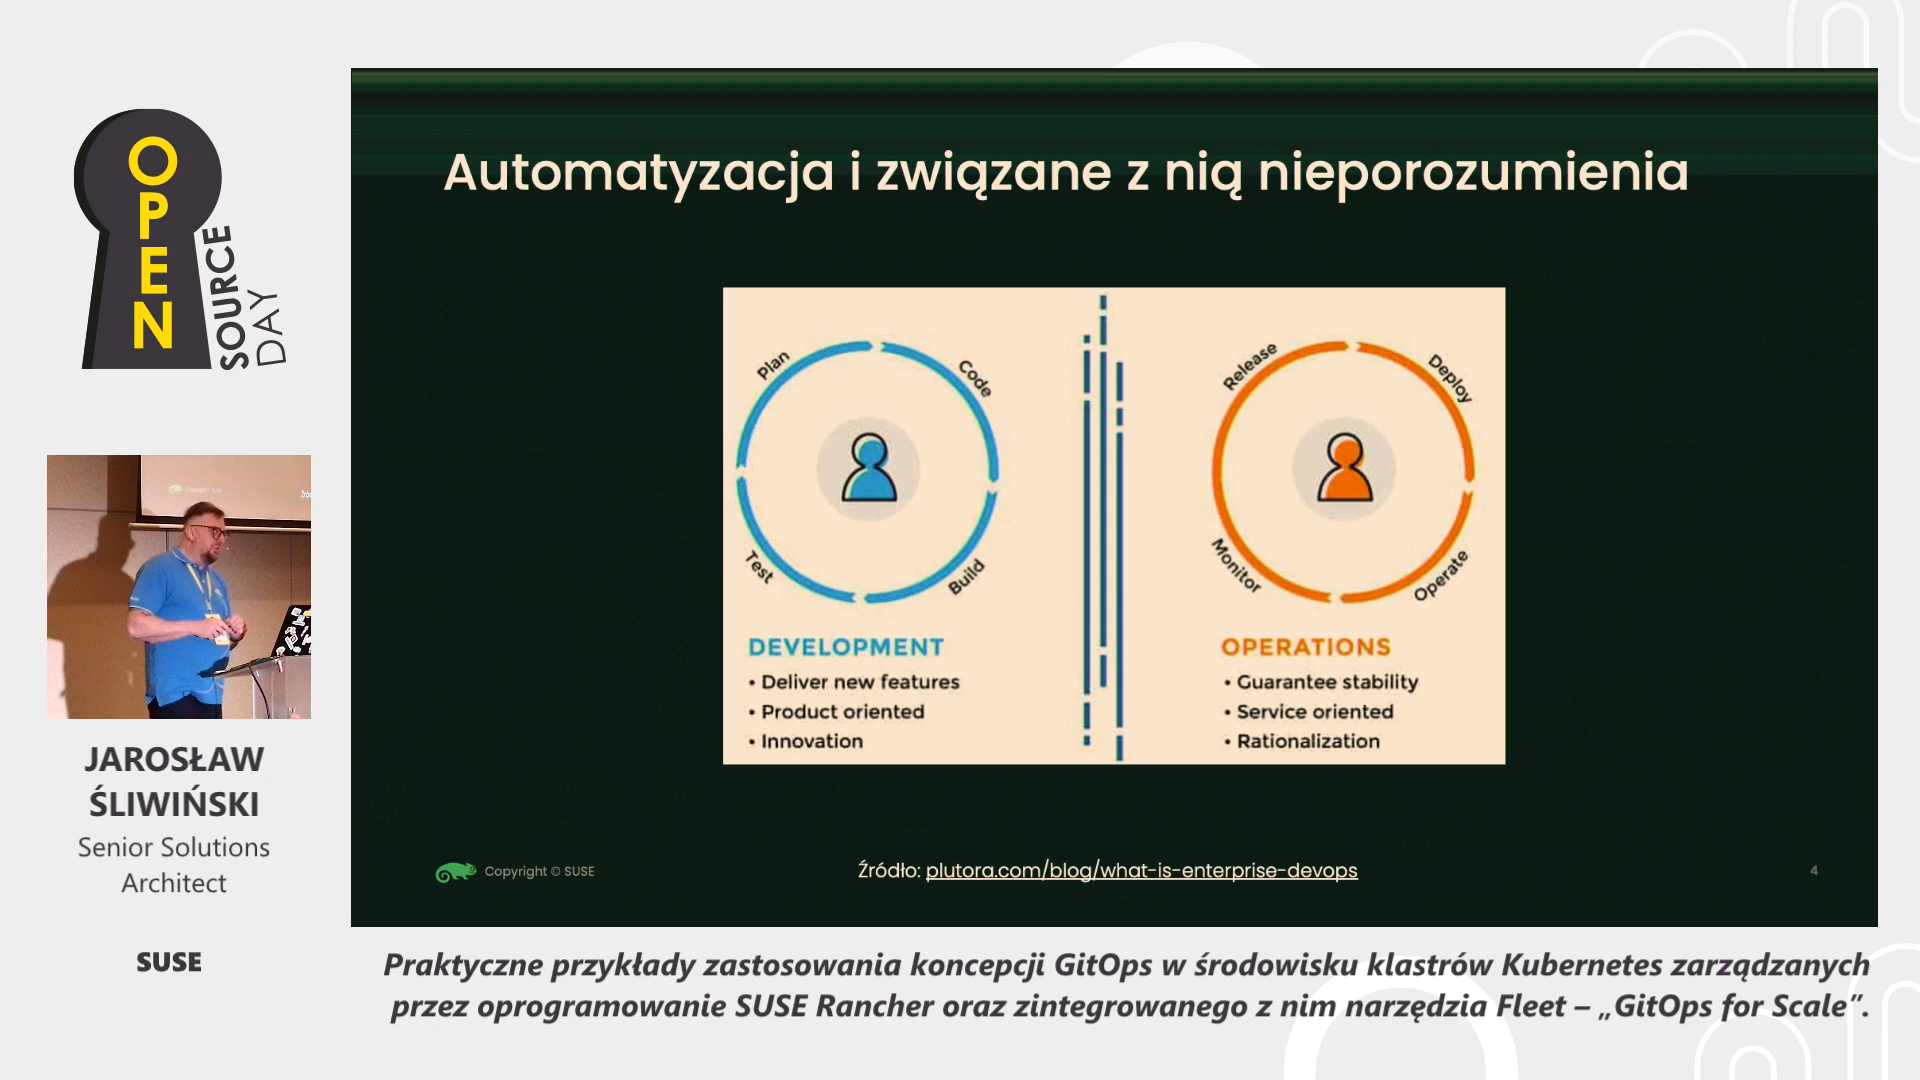 OPEN
SOURCE
DAY
JAROSŁAW
ŚLIWIŃSKI
Senior Solutions
Architect
SUSE
Automatyzacja i związane z nią nieporozumienia
Plan
Code
Build
Test
DEVELOPMENT
• Deliver new features
• Product oriented
• Innovation
Release
Deploy
Operate
Monitor
OPERATIONS
• Guarantee stability
• Service oriented
• Rationalization
Copyright © SUSE
Źródło: plutora.com/blog/what-is-enterprise-devops
4
Praktyczne przykłady zastosowania koncepcji GitOps w środowisku klastrów Kubernetes zarządzanych
przez oprogramowanie SUSE Rancher oraz zintegrowanego z nim narzędzia Fleet – „GitOps for Scale”.